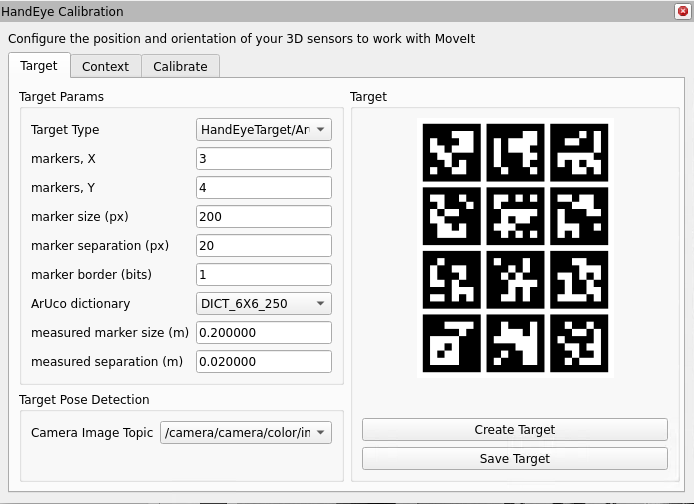 HandEye Calibration
Configure the position and orientation of your 3D sensors to work with MoveIt
Target Context Calibrate
Target Params
Target Type HandEyeTarget/Ar
markers, X 3
markers, Y 4
marker size (px) 200
marker separation (px) 20
marker border (bits) 1
ArUco dictionary DICT_6X6_250
measured marker size (m) 0.200000
measured separation (m) 0.020000
Target Pose Detection
Camera Image Topic /camera/camera/color/in
Target
Create Target
Save Target